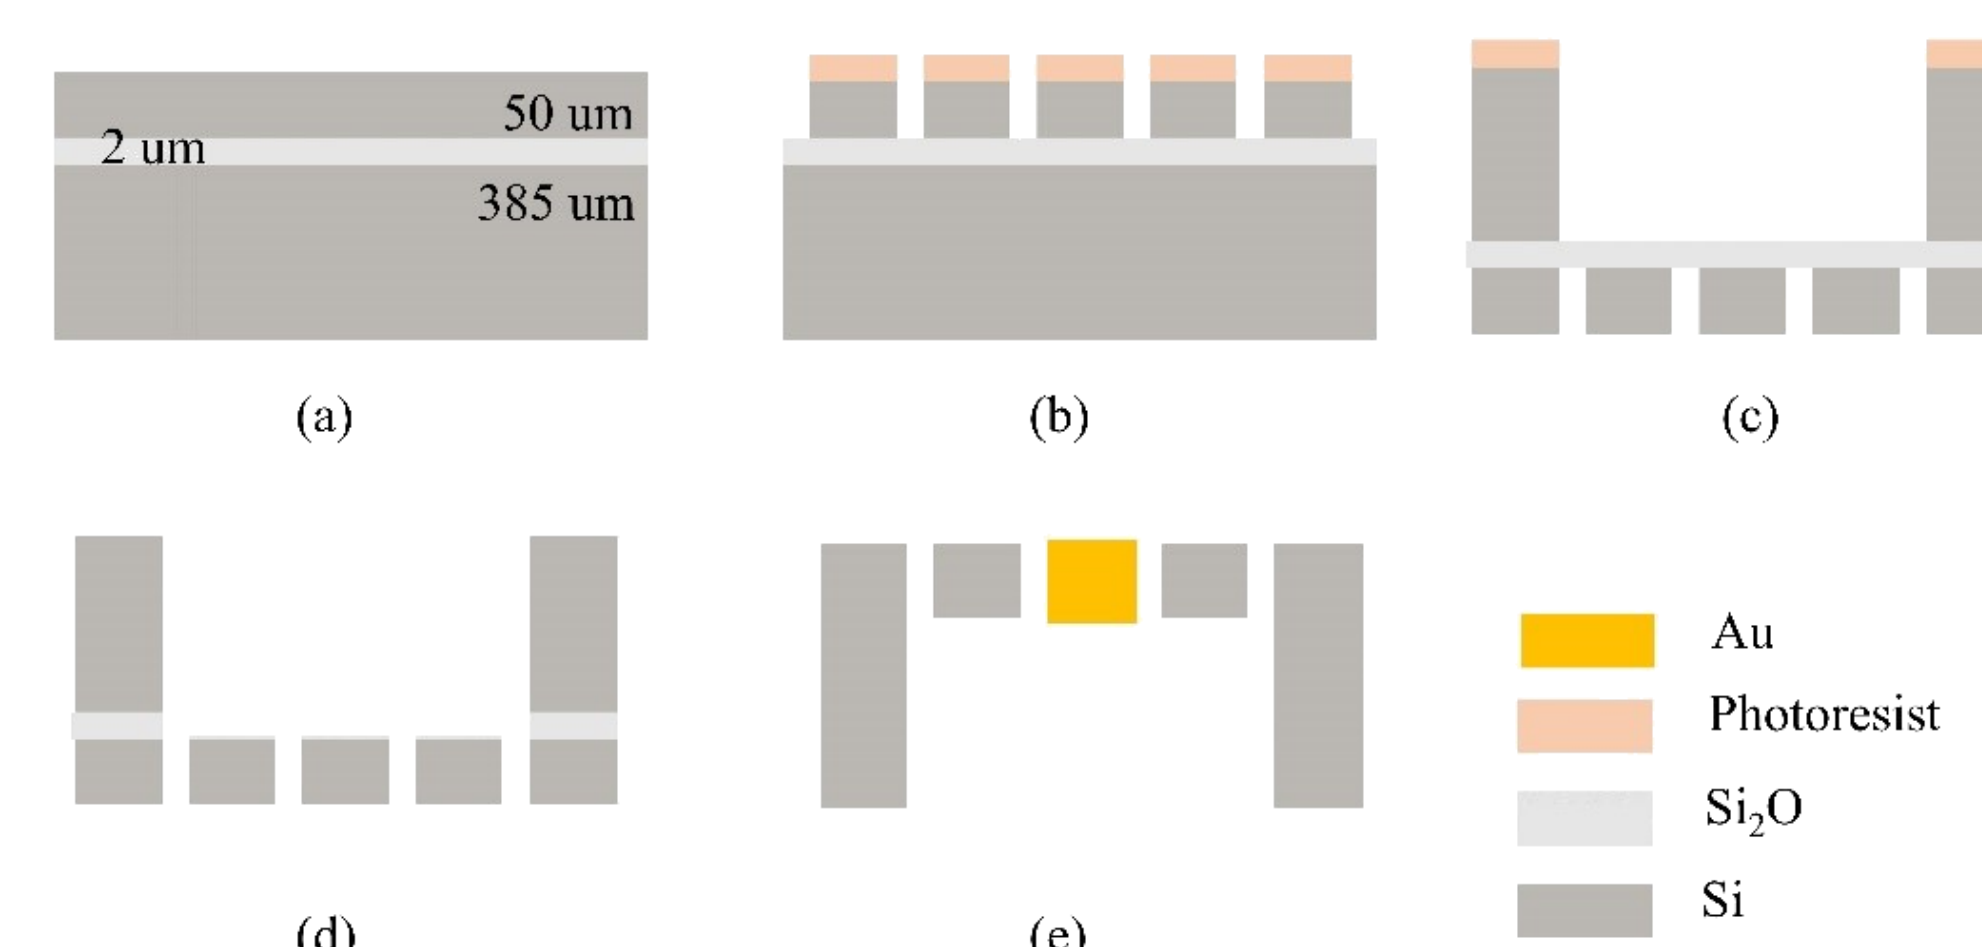 50 um
2 um
385 um
(a)
(b)
(c)
Au
Photoresist
Si₂O
Si
(d)
(e)